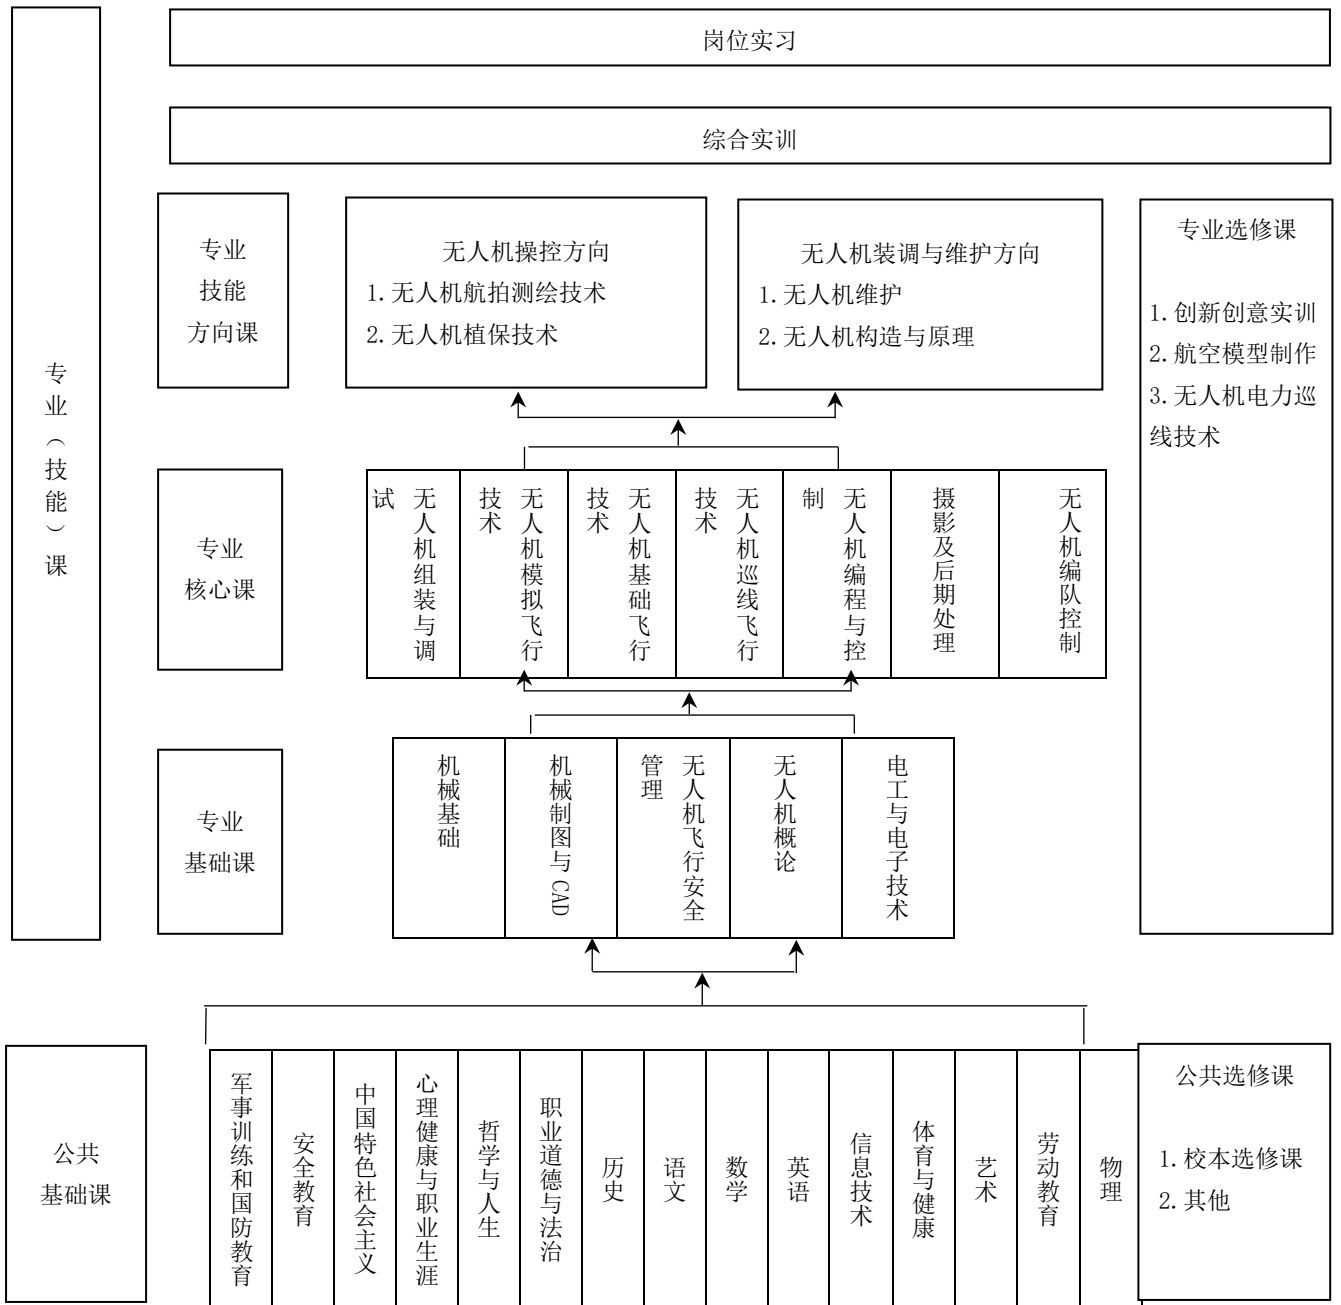 岗位实习
综合实训
专业（技能）课
专业
技能
方向课
无人机操控方向
1.无人机航拍测绘技术
2.无人机植保技术
无人机装调与维护方向
1.无人机维护
2.无人机构造与原理
专业选修课
1.创新创意实训
2.航空模型制作
3.无人机电力巡
线技术
专业
核心课
无人机组装与调
试
无人机模拟飞行
技术
无人机基础飞行
技术
无人机巡线飞行
技术
无人机编程与控
制
摄影及后期处理
无人机编队控制
专业
基础课
机械基础
机械制图与CAD
无人机飞行安全
管理
无人机概论
电工与电子技术
公共
基础课
军事训练和国防教育
安全教育
中国特色社会主义
心理健康与职业生涯
哲学与人生
职业道德与法治
历史
语文
数学
英语
信息技术
体育与健康
艺术
劳动教育
物理
公共选修课
1.校本选修课
2.其他